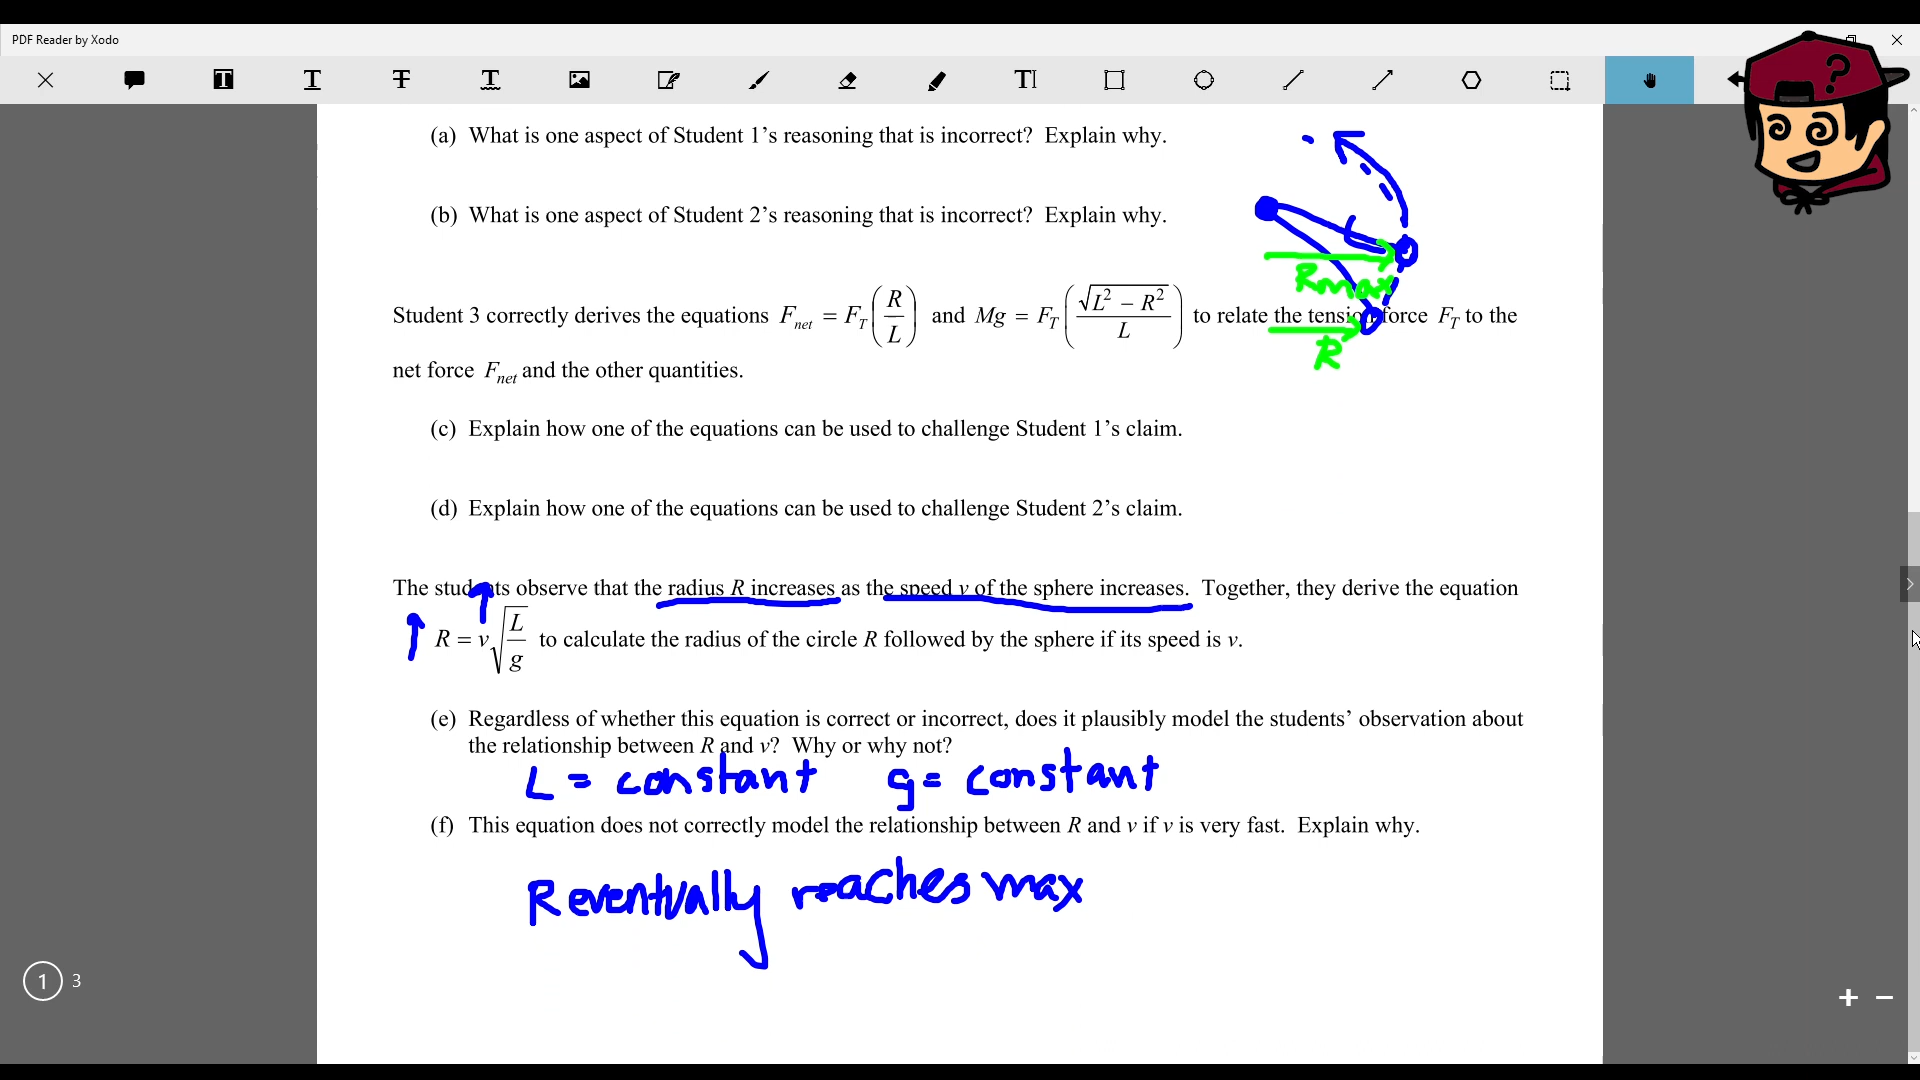 PDF Reader by Xodo
(a) What is one aspect of Student 1’s reasoning that is incorrect? Explain why.
(b) What is one aspect of Student 2’s reasoning that is incorrect? Explain why.
Rmax
Student 3 correctly derives the equations F_net = F_T (R/L) and Mg = F_T (√(L² − R²)/L) to relate the tension force F_T to the
R
net force F_net and the other quantities.
(c) Explain how one of the equations can be used to challenge Student 1’s claim.
(d) Explain how one of the equations can be used to challenge Student 2’s claim.
The students observe that the radius R increases as the speed v of the sphere increases. Together, they derive the equation
R = v√(L/g) to calculate the radius of the circle R followed by the sphere if its speed is v.
(e) Regardless of whether this equation is correct or incorrect, does it plausibly model the students’ observation about
the relationship between R and v? Why or why not?
L = constant g = constant
(f) This equation does not correctly model the relationship between R and v if v is very fast. Explain why.
R eventually reaches max
1 3